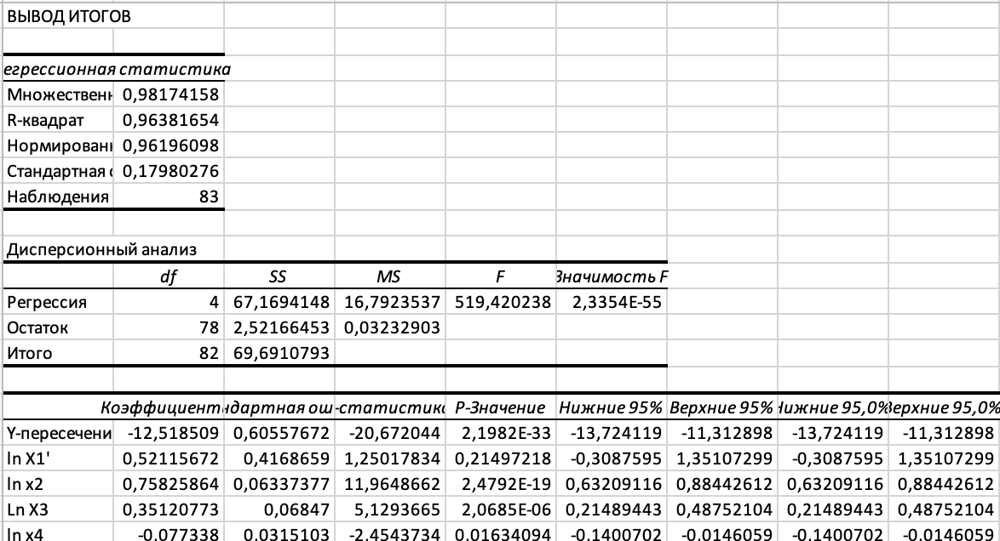 ВЫВОД ИТОГОВ
егрессионная статистика
Множественн 0,98174158
R-квадрат 0,96381654
Нормированн 0,96196098
Стандартная о 0,17980276
Наблюдения 83
Дисперсионный анализ
df SS MS F Значимость F
Регрессия 4 67,1694148 16,7923537 519,420238 2,3354E-55
Остаток 78 2,52166453 0,03232903
Итого 82 69,6910793
Коэффициент ндартная ош -статистика P-Значение Нижние 95% Верхние 95% Нижние 95,0% Верхние 95,0%
Y-пересечени -12,518509 0,60557672 -20,672044 2,1982E-33 -13,724119 -11,312898 -13,724119 -11,312898
ln X1' 0,52115672 0,4168659 1,25017834 0,21497218 -0,3087595 1,35107299 -0,3087595 1,35107299
ln x2 0,75825864 0,06337377 11,9648662 2,4792E-19 0,63209116 0,88442612 0,63209116 0,88442612
Ln X3 0,35120773 0,06847 5,1293665 2,0685E-06 0,21489443 0,48752104 0,21489443 0,48752104
ln x4 -0,077338 0,0315103 -2,4543734 0,01634094 -0,1400702 -0,0146059 -0,1400702 -0,0146059